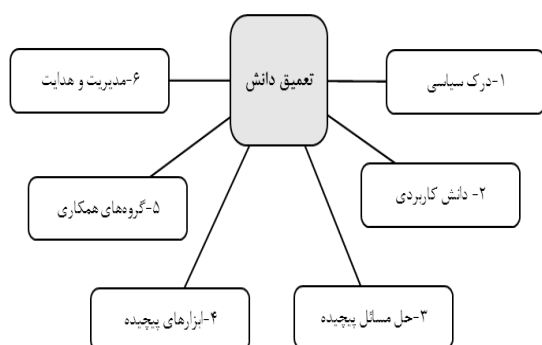 تعمیق دانش
۱-درک سیاسی
۲- دانش کاربردی
۳-حل مسائل پیچیده
۴-ابزارهای پیچیده
۵-گروه‌های همکاری
۶-مدیریت و هدایت